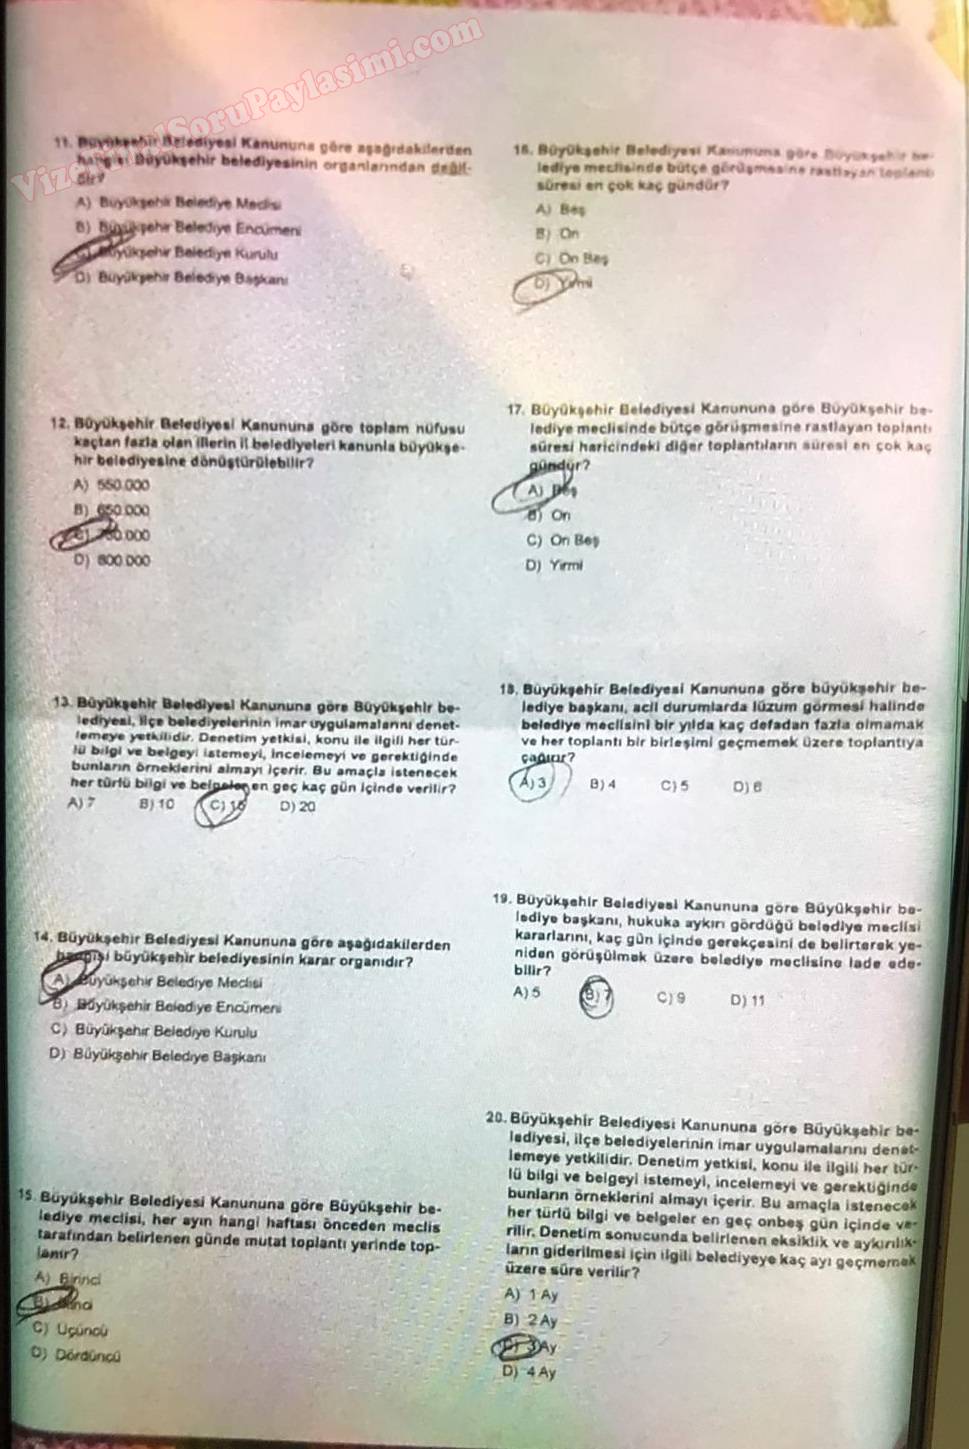 VizeFinalSoruPaylasimi.com
11. Büyükşehir Belediyesi Kanununa göre aşağıdakilerden
hangisi Büyükşehir belediyesinin organlarından değil-
dir?
A) Büyükşehir Belediye Meclisi
B) Büyükşehir Belediye Encümeni
C) Büyükşehir Belediye Kurulu
D) Büyükşehir Belediye Başkanı
12. Büyükşehir Belediyesi Kanununa göre toplam nüfusu
kaçtan fazla olan illerin il belediyeleri kanunla büyükşe-
hir belediyesine dönüştürülebilir?
A) 550.000
B) 650.000
C) 750.000
D) 800.000
13. Büyükşehir Belediyesi Kanununa göre Büyükşehir be-
lediyesi, ilçe belediyelerinin imar uygulamalarını denet-
lemeye yetkilidir. Denetim yetkisi, konu ile ilgili her tür-
lü bilgi ve belgeyi istemeyi, incelemeyi ve gerektiğinde
bunların örneklerini almayı içerir. Bu amaçla istenecek
her türlü bilgi ve belgeler en geç kaç gün içinde verilir?
A) 7 B) 10 C) 15 D) 20
14. Büyükşehir Belediyesi Kanununa göre aşağıdakilerden
hangisi büyükşehir belediyesinin karar organıdır?
A) Büyükşehir Belediye Meclisi
B) Büyükşehir Belediye Encümeni
C) Büyükşehir Belediye Kurulu
D) Büyükşehir Belediye Başkanı
15. Büyükşehir Belediyesi Kanununa göre Büyükşehir be-
lediye meclisi, her ayın hangi haftası önceden meclis
tarafından belirlenen günde mutat toplantı yerinde top-
lanır?
A) Birinci
B) İkinci
C) Üçüncü
D) Dördüncü
16. Büyükşehir Belediyesi Kanununa göre Büyükşehir be-
lediye meclisinde bütçe görüşmesine rastlayan toplantı
süresi en çok kaç gündür?
A) Beş
B) On
C) On Beş
D) Yirmi
17. Büyükşehir Belediyesi Kanununa göre Büyükşehir be-
lediye meclisinde bütçe görüşmesine rastlayan toplantı
süresi haricindeki diğer toplantıların süresi en çok kaç
gündür?
A) Beş
B) On
C) On Beş
D) Yirmi
18. Büyükşehir Belediyesi Kanununa göre büyükşehir be-
lediye başkanı, acil durumlarda lüzum görmesi halinde
belediye meclisini bir yılda kaç defadan fazla olmamak
ve her toplantı bir birleşimi geçmemek üzere toplantıya
çağırır?
A) 3 B) 4 C) 5 D) 6
19. Büyükşehir Belediyesi Kanununa göre Büyükşehir be-
lediye başkanı, hukuka aykırı gördüğü belediye meclisi
kararlarını, kaç gün içinde gerekçesini de belirterek ye-
niden görüşülmek üzere belediye meclisine iade ede-
bilir?
A) 5 B) 7 C) 9 D) 11
20. Büyükşehir Belediyesi Kanununa göre Büyükşehir be-
lediyesi, ilçe belediyelerinin imar uygulamalarını denet-
lemeye yetkilidir. Denetim yetkisi, konu ile ilgili her tür-
lü bilgi ve belgeyi istemeyi, incelemeyi ve gerektiğinde
bunların örneklerini almayı içerir. Bu amaçla istenecek
her türlü bilgi ve belgeler en geç onbeş gün içinde ve-
rilir. Denetim sonucunda belirlenen eksiklik ve aykırılık-
ların giderilmesi için ilgili belediyeye kaç ayı geçmemek
üzere süre verilir?
A) 1 Ay
B) 2 Ay
C) 3 Ay
D) 4 Ay